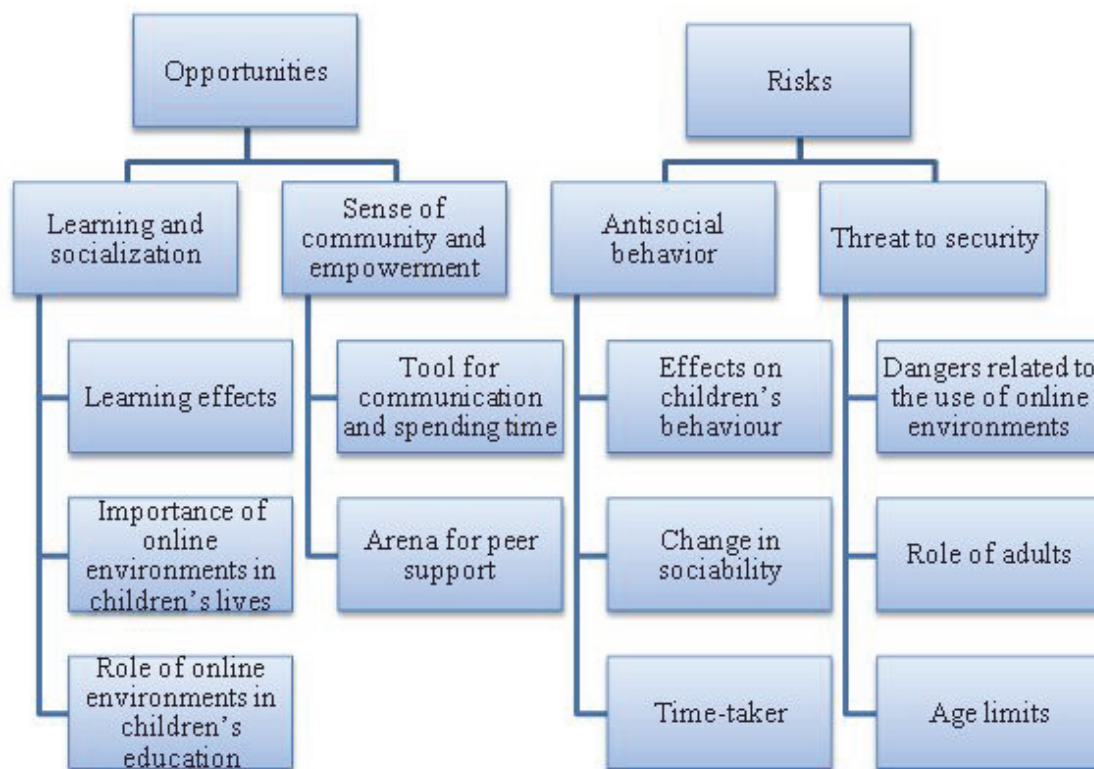 Opportunities
Learning and
socialization
Learning effects
Importance of
online
environments in
children’s lives
Role of online
environments in
children’s
education
Sense of
community and
empowerment
Tool for
communication
and spending time
Arena for peer
support
Risks
Antisocial
behavior
Effects on
children’s
behaviour
Change in
sociability
Time-taker
Threat to security
Dangers related to
the use of online
environments
Role of adults
Age limits